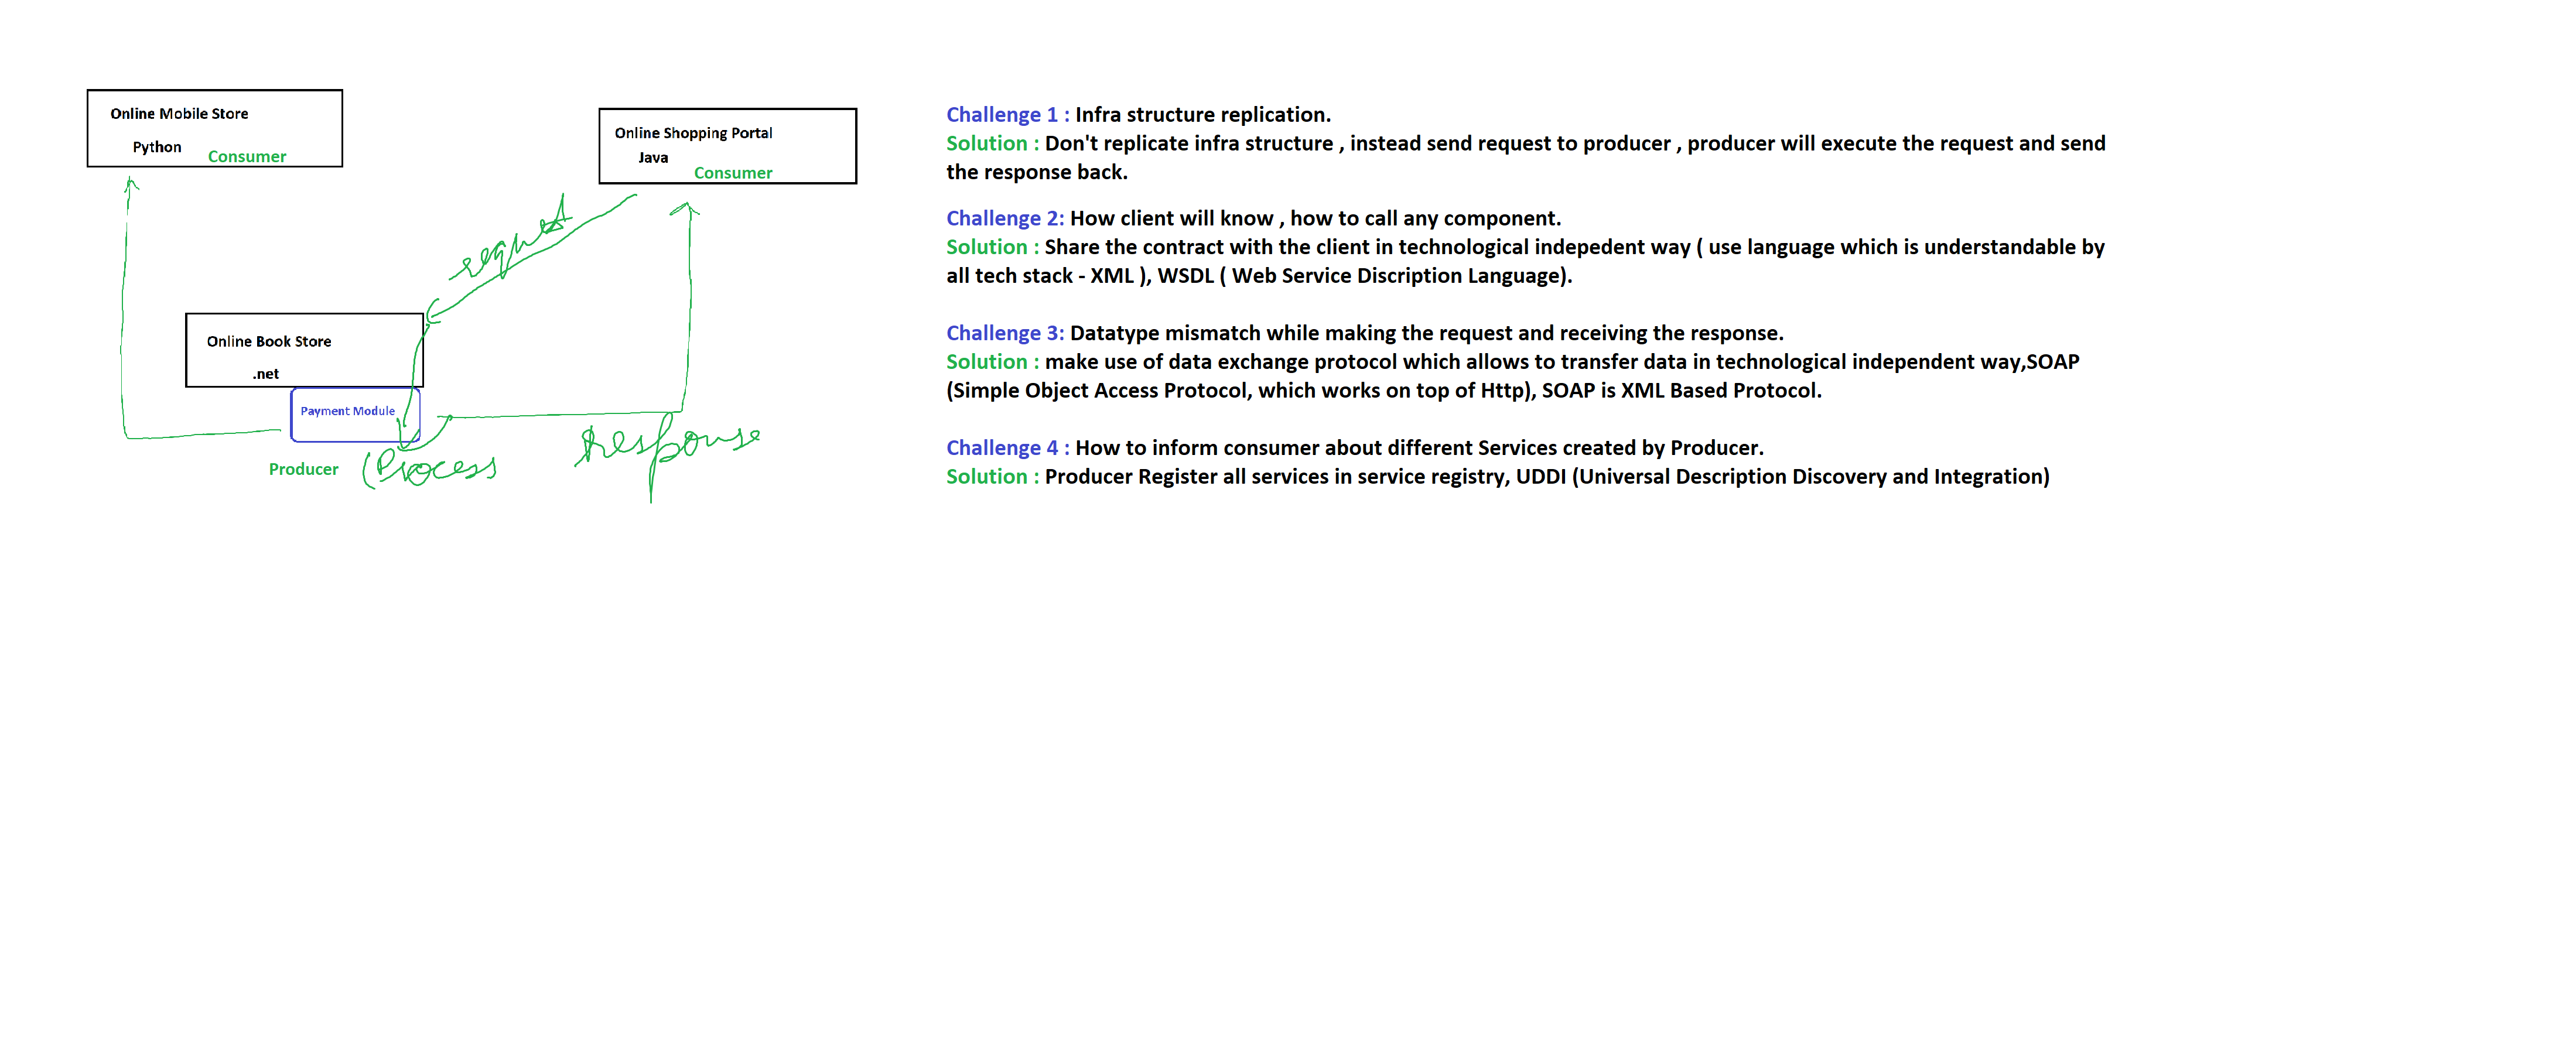 Online Mobile Store
Python
Consumer
Online Shopping Portal
Java
Consumer
request
Online Book Store
.net
Payment Module
Producer
(Process
Response
Challenge 1 : Infra structure replication.
Solution : Don't replicate infra structure , instead send request to producer , producer will execute the request and send
the response back.
Challenge 2: How client will know , how to call any component.
Solution : Share the contract with the client in technological indepedent way ( use language which is understandable by
all tech stack - XML ), WSDL ( Web Service Discription Language).
Challenge 3: Datatype mismatch while making the request and receiving the response.
Solution : make use of data exchange protocol which allows to transfer data in technological independent way,SOAP
(Simple Object Access Protocol, which works on top of Http), SOAP is XML Based Protocol.
Challenge 4 : How to inform consumer about different Services created by Producer.
Solution : Producer Register all services in service registry, UDDI (Universal Description Discovery and Integration)